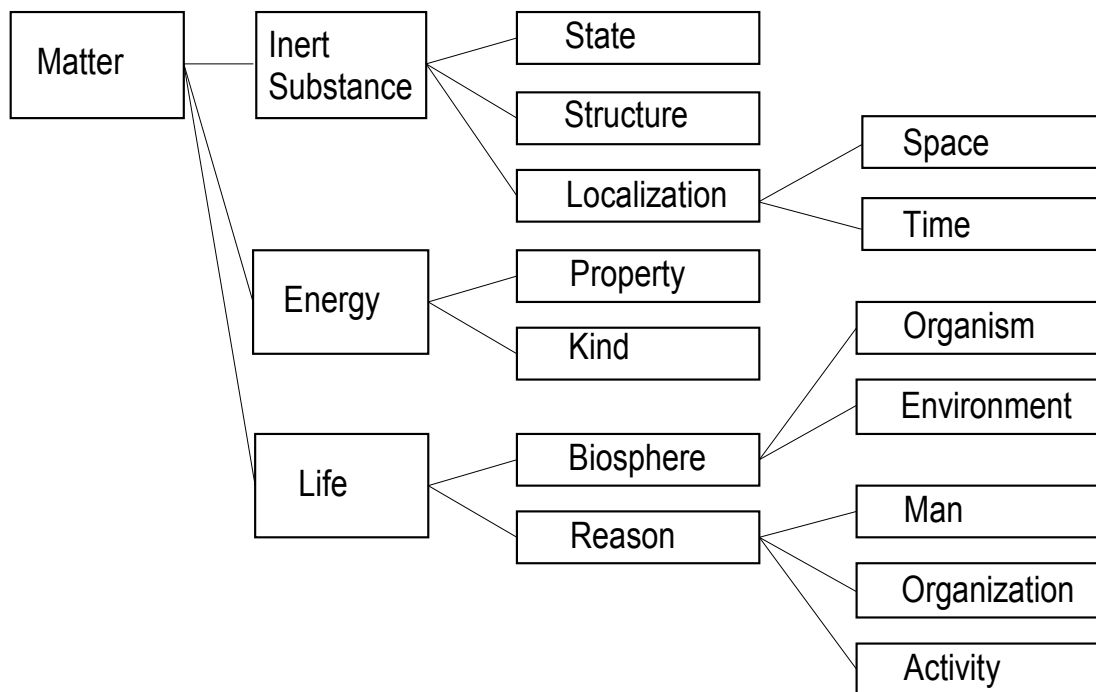 Matter
Inert
Substance
State
Structure
Localization
Space
Time
Energy
Property
Kind
Life
Biosphere
Organism
Environment
Reason
Man
Organization
Activity